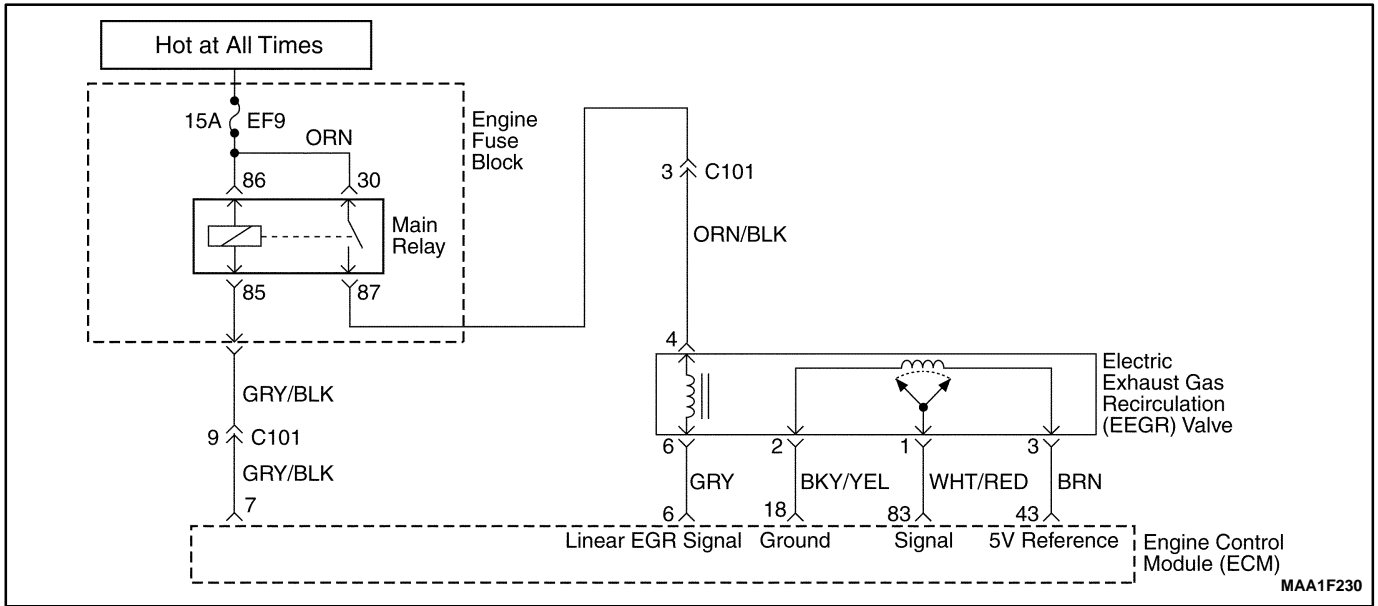 Hot at All Times
15A EF9
ORN
Engine
Fuse
Block
86 30
Main
Relay
85 87
3 C101
ORN/BLK
4
Electric
Exhaust Gas
Recirculation
(EEGR) Valve
GRY/BLK
9 C101
GRY/BLK
7
6 2 1 3
GRY BKY/YEL WHT/RED BRN
6 18 83 43
Linear EGR Signal Ground Signal 5V Reference
Engine Control
Module (ECM)
MAA1F230